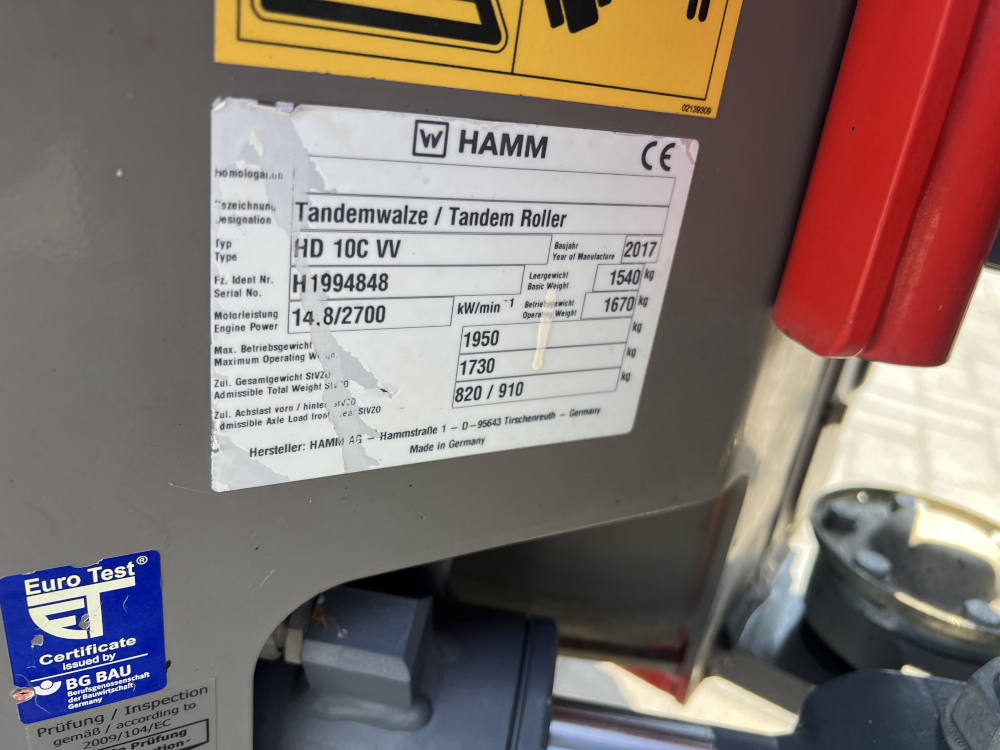 02139309
HAMM CE
Bezeichnung Tandemwalze / Tandem Roller
Designation
Typ HD 10C VV Baujahr 2017
Type Year of Manufacture
Fz. Ident Nr. H1994848 Leergewicht 1540 kg
Serial No. Basic Weight
Motorleistung 14.8/2700 kW/min -1 Betriebsgewicht 1670 kg
Engine Power Operating Weight
Max. Betriebsgewicht 1950 kg
Maximum Operating Weight
Zul. Gesamtgewicht StVZO 1730 kg
Admissible Total Weight StVZO
Zul. Achslast vorn / hinten StVZO 820 / 910 kg
Admissible Axle Load front / rear StVZO
Hersteller: HAMM AG – Hammstraße 1 – D – 95643 Tirschenreuth – Germany
Made in Germany
Euro Test®
ET
Certificate
issued by
BG BAU
Berufsgenossenschaft
der Bauwirtschaft
Germany
Prüfung / Inspection
gemäß / according to
2009/104/EC
Prüfung